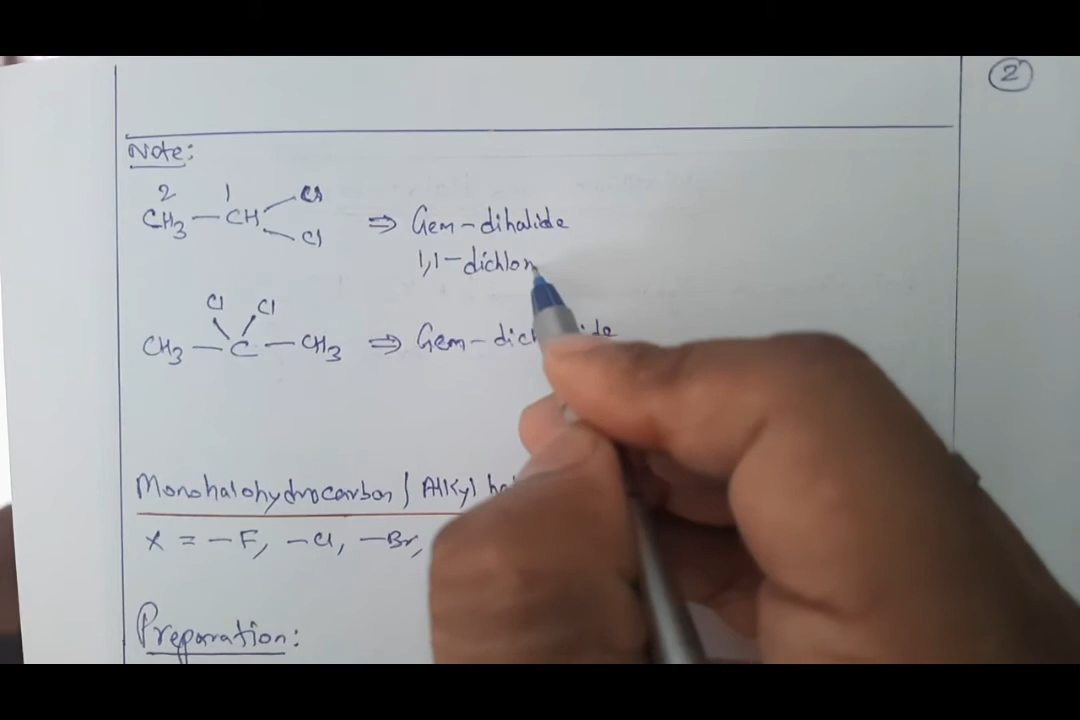 2
Note:
2 1
Cl
CH3 — CH ⇒ Gem-dihalide
Cl
1,1-dichlor
Cl Cl
CH3 — C — CH3 ⇒ Gem-
Monohalohydrocarbon / Alkyl
X = -F, -Cl, -Br,
Preparation: